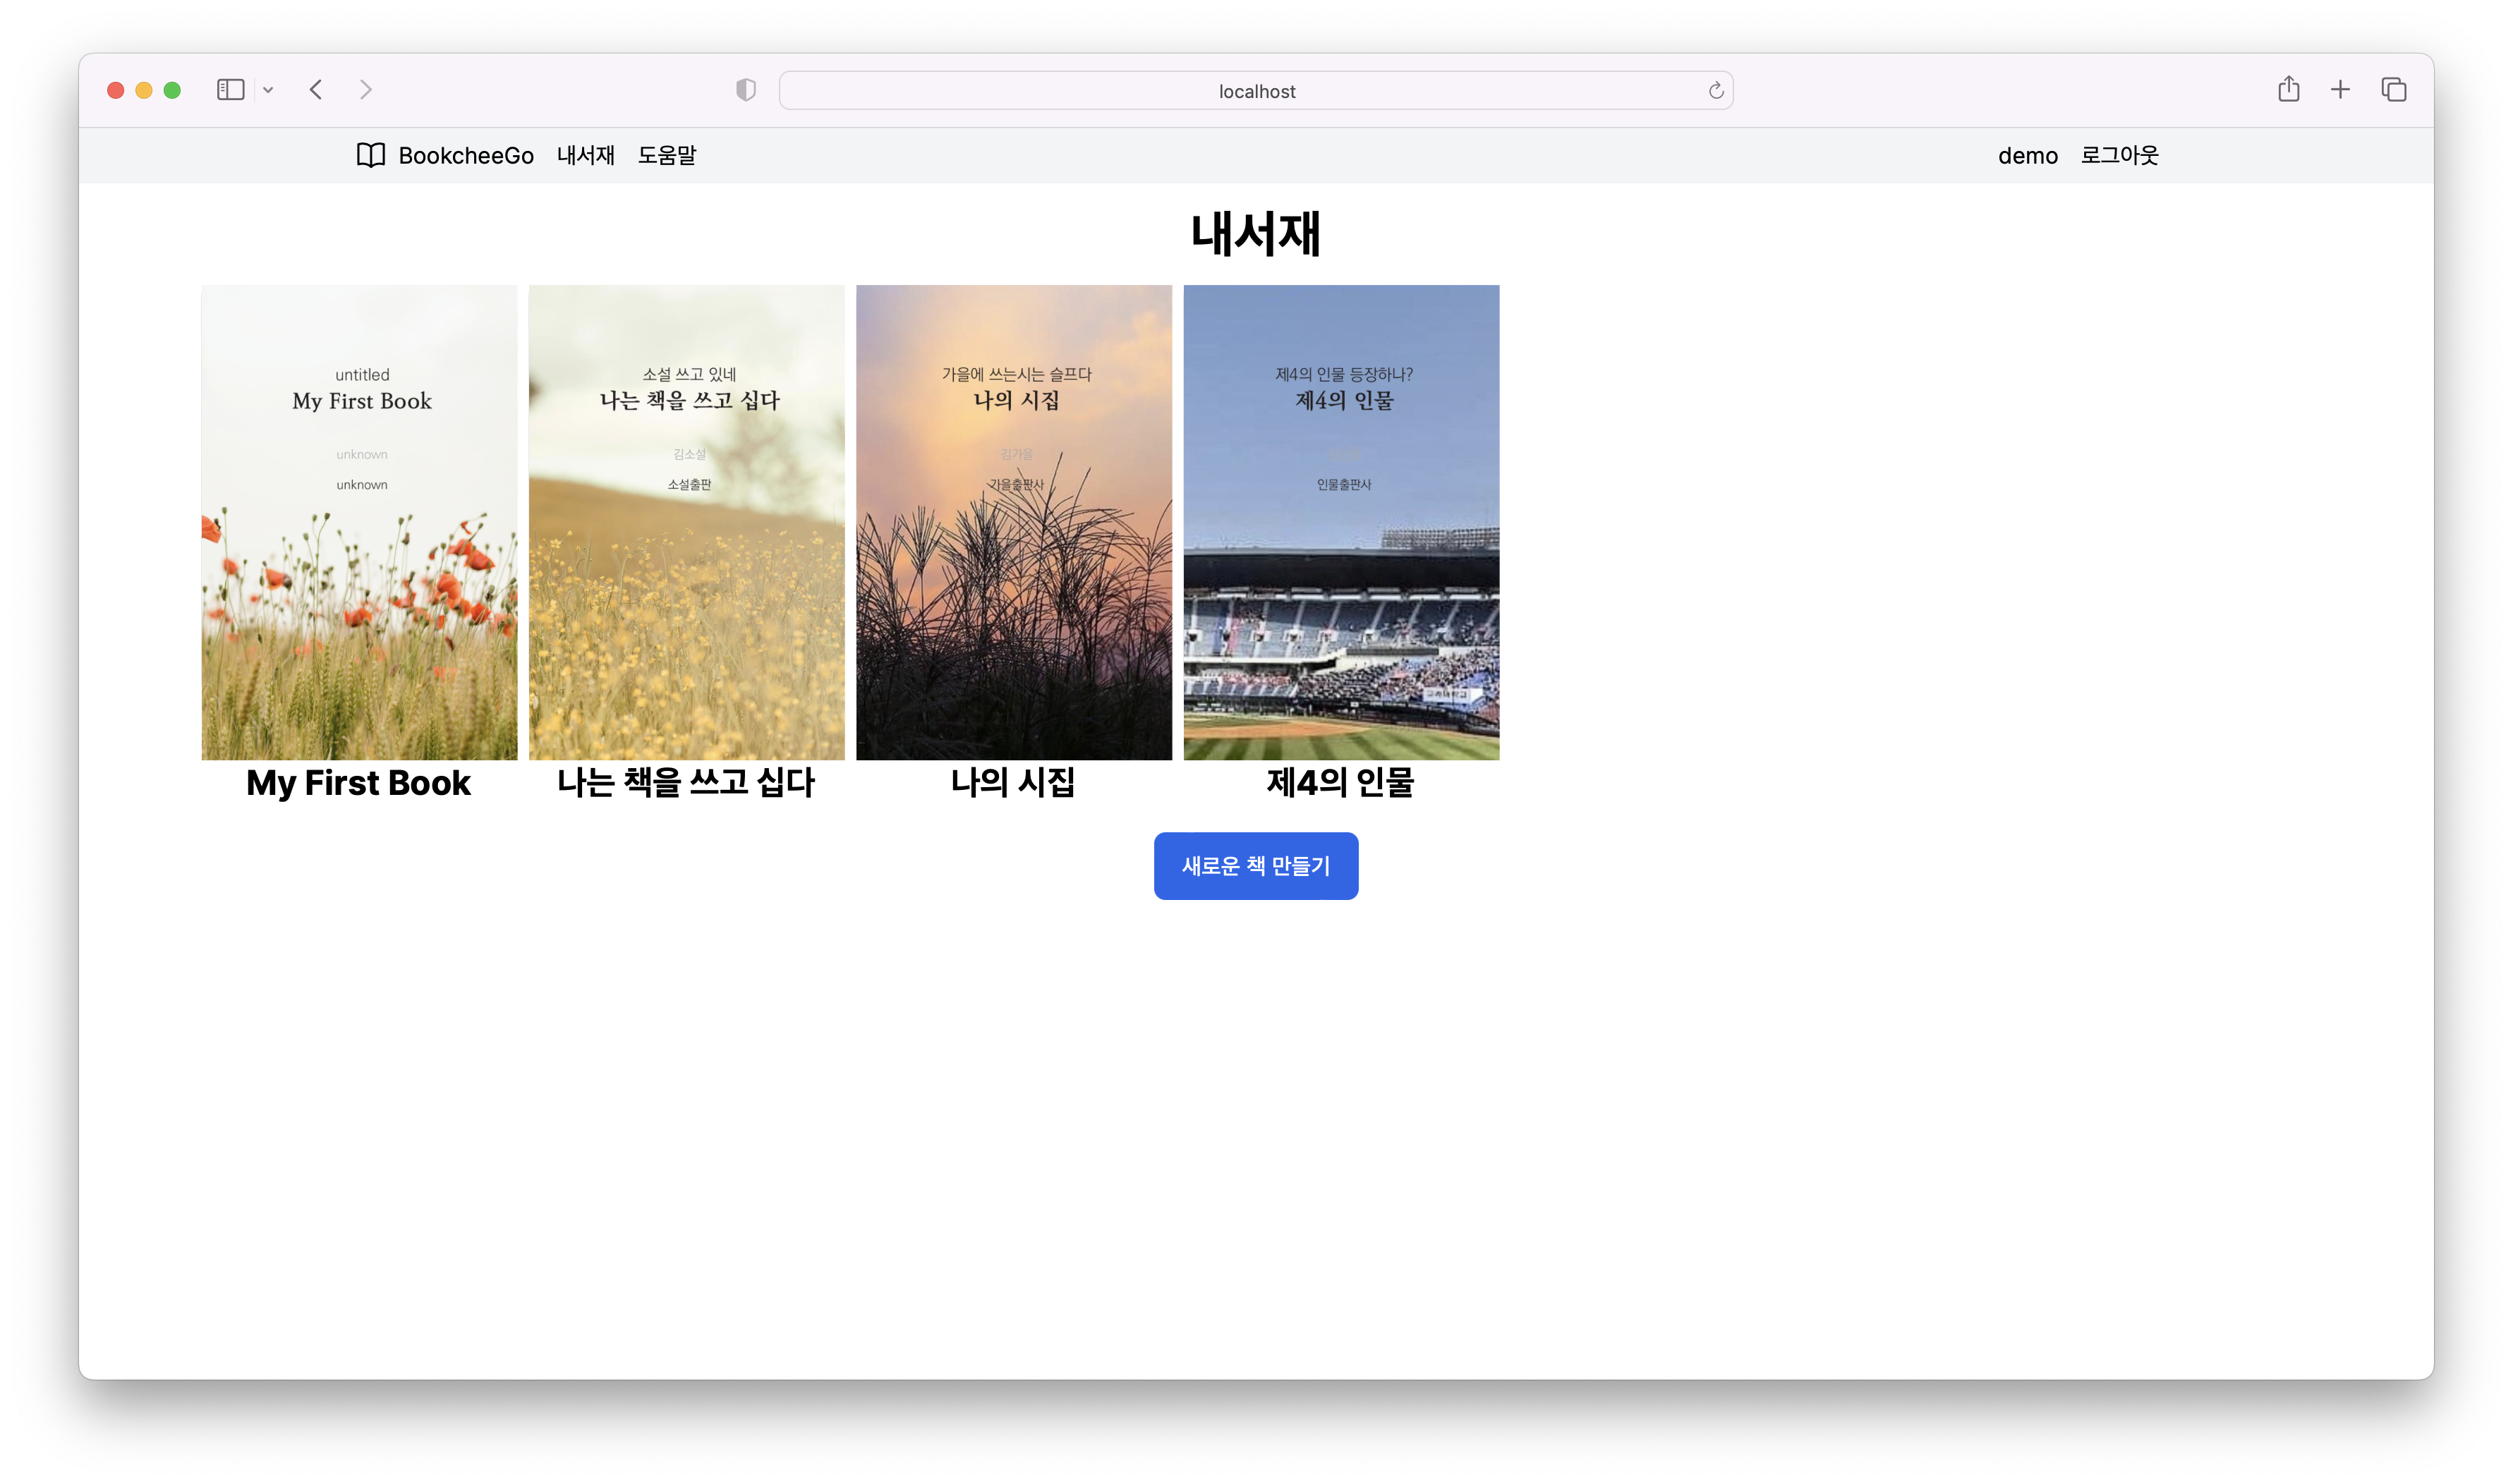 localhost
BookcheeGo 내서재 도움말 demo 로그아웃
내서재
untitled
My First Book
unknown
unknown
소설 쓰고 있네
나는 책을 쓰고 십다
김소설
소설출판
가을에 쓰는시는 슬프다
나의 시집
김가을
가을출판사
제4의 인물 등장하나?
제4의 인물
인물출판사
My First Book 나는 책을 쓰고 십다 나의 시집 제4의 인물
새로운 책 만들기